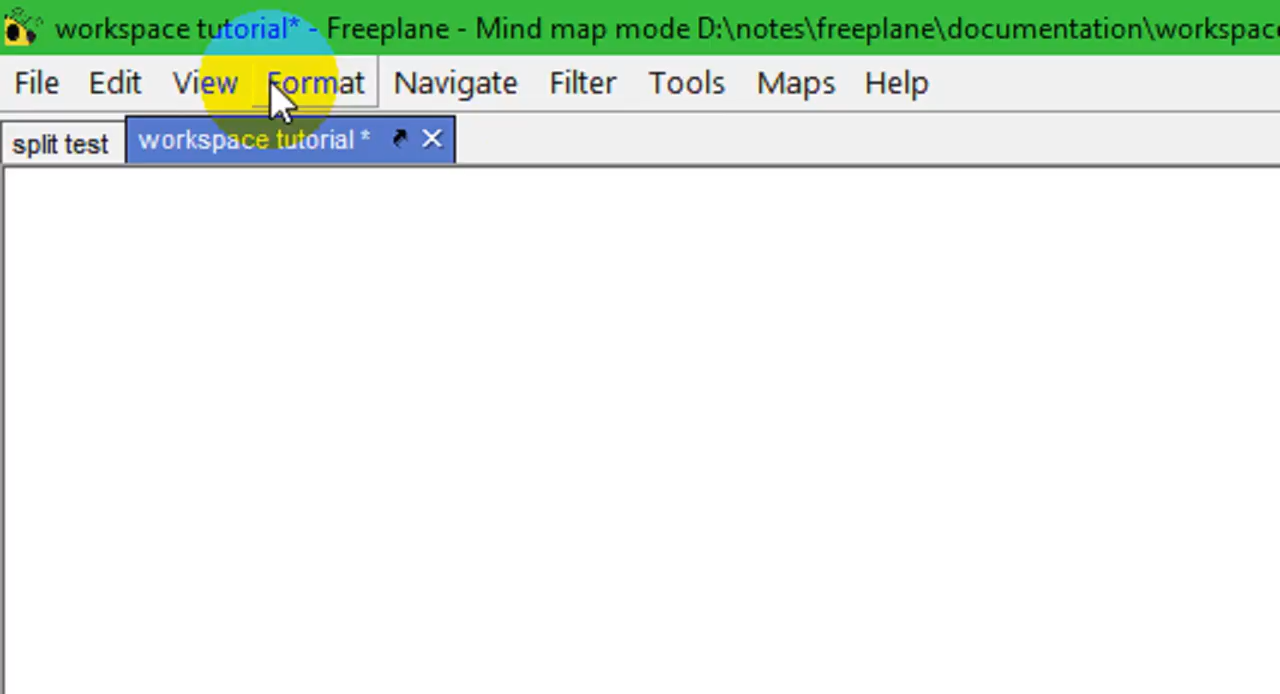 workspace tutorial* - Freeplane - Mind map mode D:\notes\freeplane\documentation\workspac
File Edit View Format Navigate Filter Tools Maps Help
split test workspace tutorial *